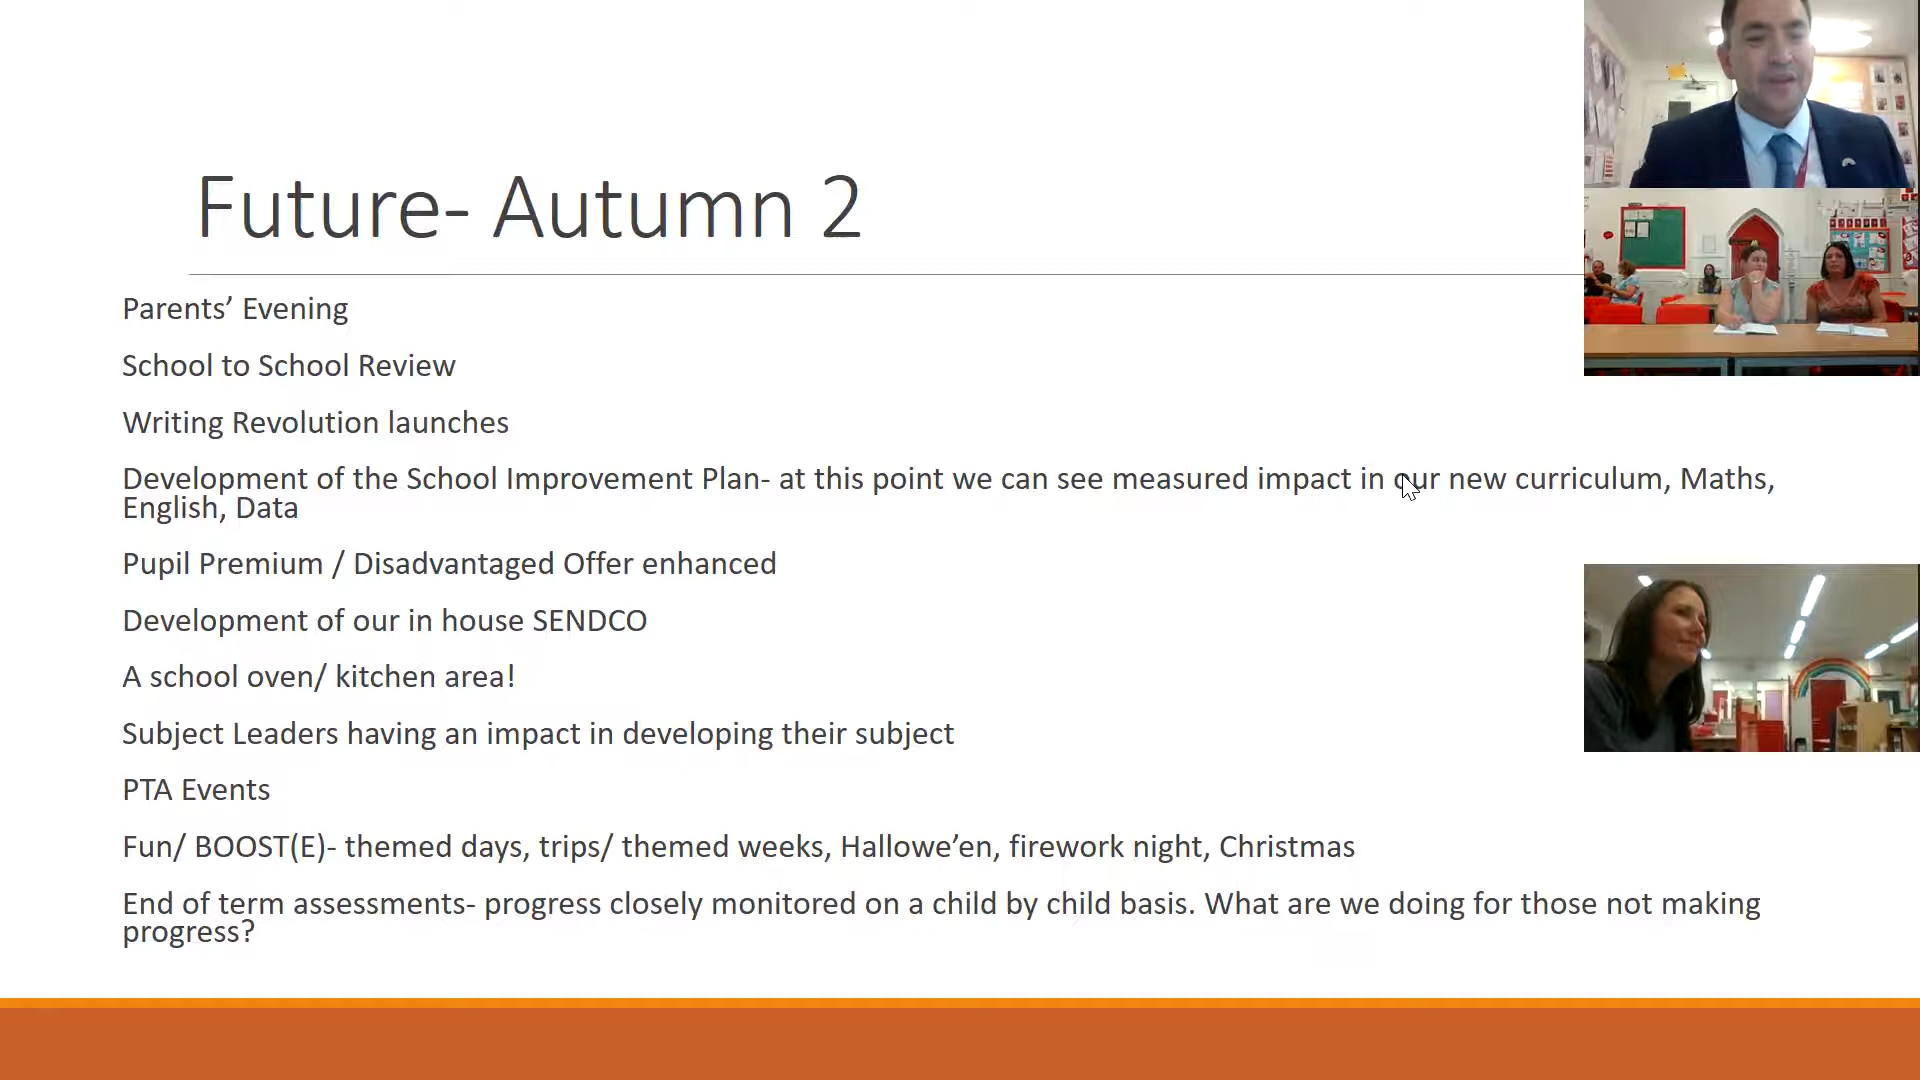 Future- Autumn 2
Parents’ Evening
School to School Review
Writing Revolution launches
Development of the School Improvement Plan- at this point we can see measured impact in our new curriculum, Maths,
English, Data
Pupil Premium / Disadvantaged Offer enhanced
Development of our in house SENDCO
A school oven/ kitchen area!
Subject Leaders having an impact in developing their subject
PTA Events
Fun/ BOOST(E)- themed days, trips/ themed weeks, Hallowe’en, firework night, Christmas
End of term assessments- progress closely monitored on a child by child basis. What are we doing for those not making
progress?